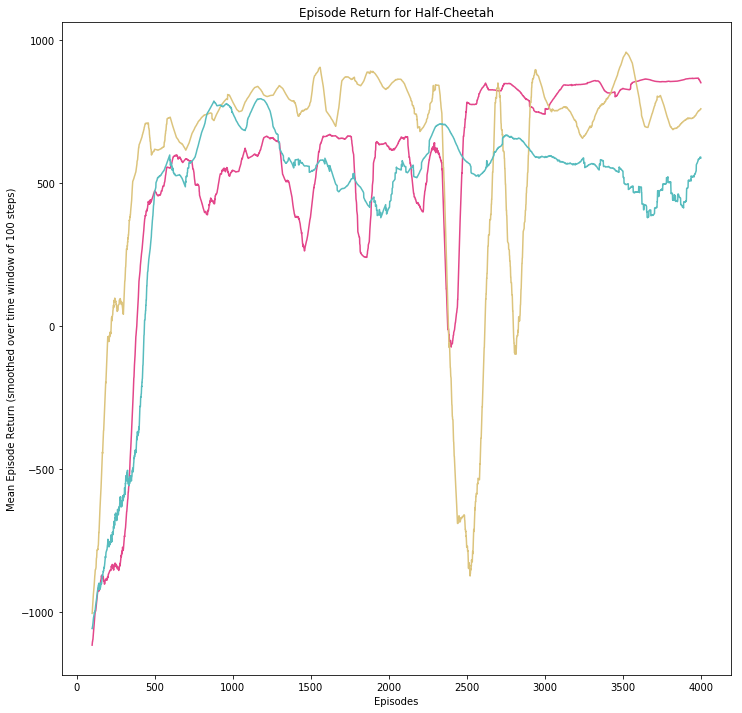 Episode Return for Half-Cheetah
1000
500
0
−500
−1000
Mean Episode Return (smoothed over time window of 100 steps)
0 500 1000 1500 2000 2500 3000 3500 4000
Episodes